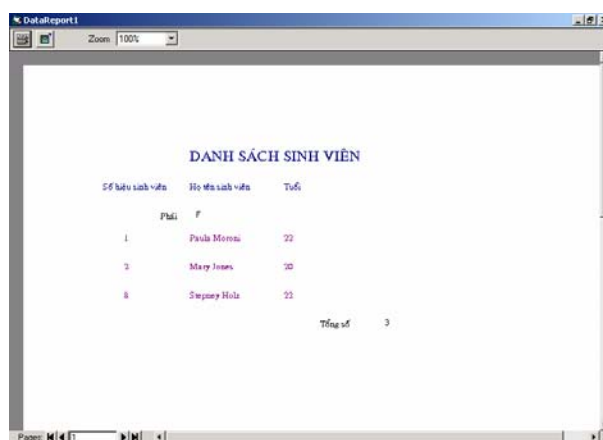 DataReport1
Zoom 100%
DANH SÁCH SINH VIÊN
Số hiệu sinh viên Họ tên sinh viên Tuổi
Phái F
1 Paula Moroni 22
Mary Jones 20
8 Stepney Holz 22
Tổng số 3
Pages: 1